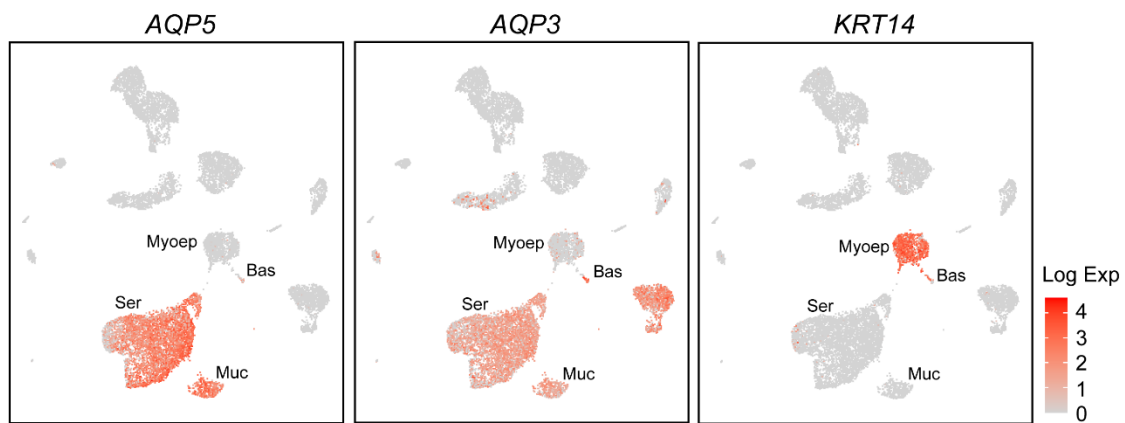 AQP5
AQP3
KRT14
Myoep
Bas
Ser
Muc
Myoep
Bas
Ser
Muc
Myoep
Bas
Ser
Muc
Log Exp
4
3
2
1
0